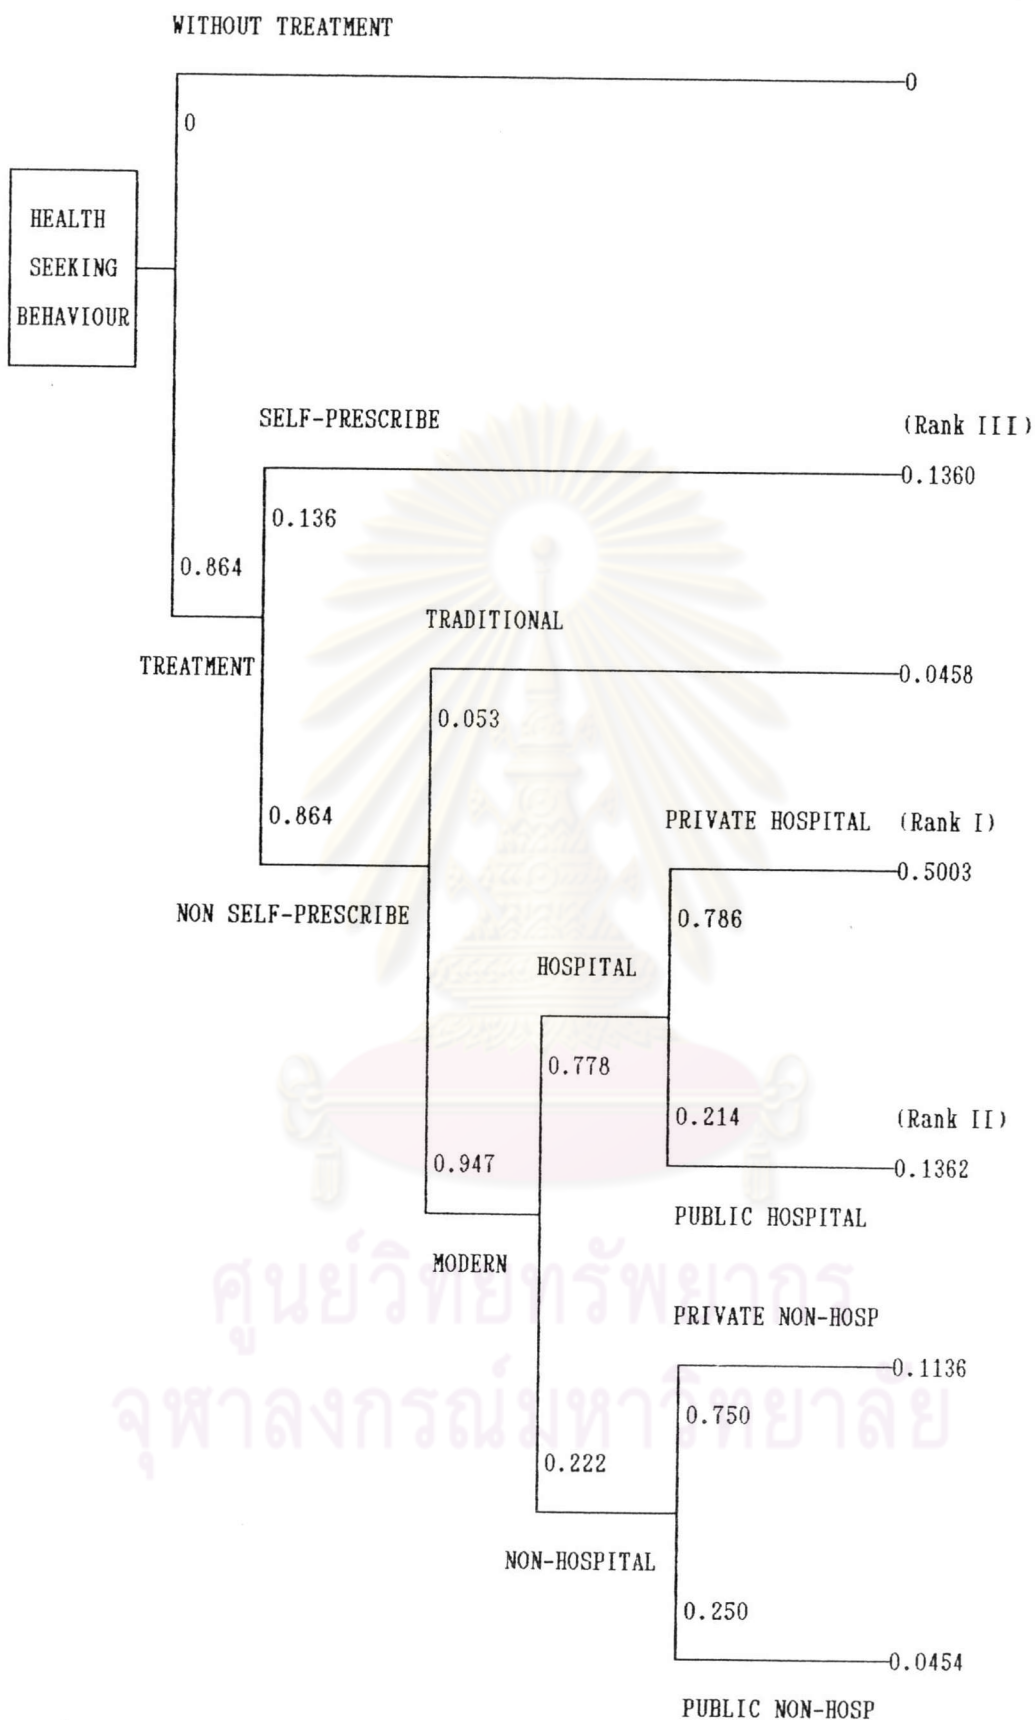 WITHOUT TREATMENT
0
0
HEALTH
SEEKING
BEHAVIOUR
SELF-PRESCRIBE
(Rank III)
0.1360
0.136
0.864
TRADITIONAL
TREATMENT
0.0458
0.053
0.864
PRIVATE HOSPITAL (Rank I)
0.5003
NON SELF-PRESCRIBE
0.786
HOSPITAL
0.778
0.214
(Rank II)
0.947
0.1362
PUBLIC HOSPITAL
MODERN
ศูนย์วิทยทรัพยากร
PRIVATE NON-HOSP
0.1136
จุฬาลงกรณ์มหาวิทยาลัย
0.750
0.222
NON-HOSPITAL
0.250
0.0454
PUBLIC NON-HOSP